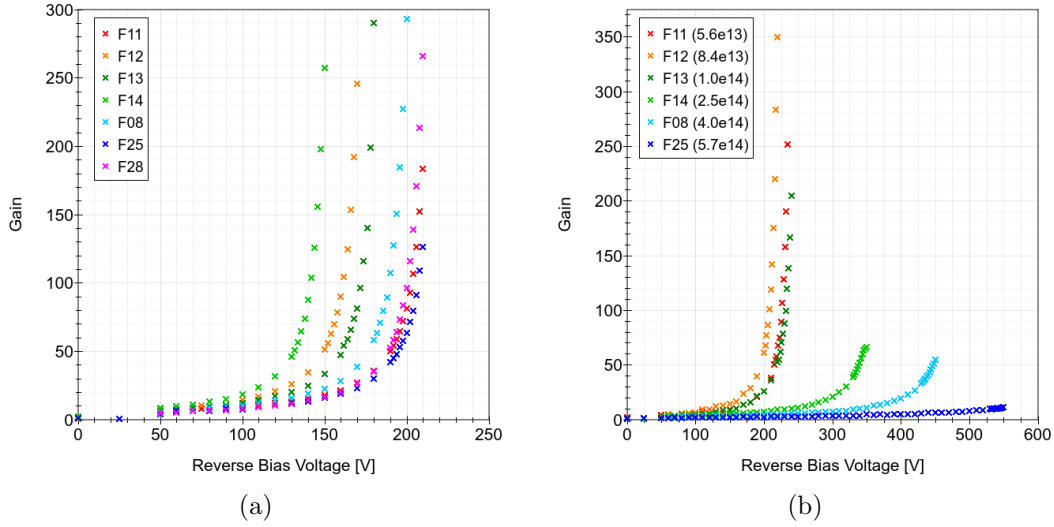 300
250
200
150
100
50
0
Gain
F11
F12
F13
F14
F08
F25
F28
0
50
100
150
200
250
Reverse Bias Voltage [V]
(a)
350
300
250
200
150
100
50
0
Gain
F11 (5.6e13)
F12 (8.4e13)
F13 (1.0e14)
F14 (2.5e14)
F08 (4.0e14)
F25 (5.7e14)
0
100
200
300
400
500
600
Reverse Bias Voltage [V]
(b)